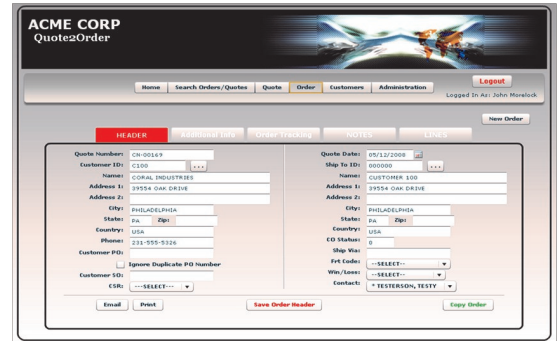 ACME CORP
Quote2Order
Home Search Orders/Quotes Quote Order Customers Administration
Logout
Logged In As: John Morelock
New Order
HEADER Additional Info Order Tracking NOTES LINES
Quote Number: CN-00169
Customer ID: C100 ...
Name: CORAL INDUSTRIES
Address 1: 39554 OAK DRIVE
Address 2:
City: PHILADELPHIA
State: PA Zip:
Country: USA
Phone: 231-555-5326
Customer PO:
Ignore Duplicate PO Number
Customer SO:
CSR: ---SELECT---
Quote Date: 05/12/2008
Ship To ID: 000000 ...
Name: CUSTOMER 100
Address 1: 39554 OAK DRIVE
Address 2:
City: PHILADELPHIA
State: PA Zip:
Country: USA
CO Status: 0
Ship Via:
Frt Code: --SELECT--
Win/Lose: --SELECT--
Contact: * TESTERSON, TESTY
Email Print Save Order Header Copy Order